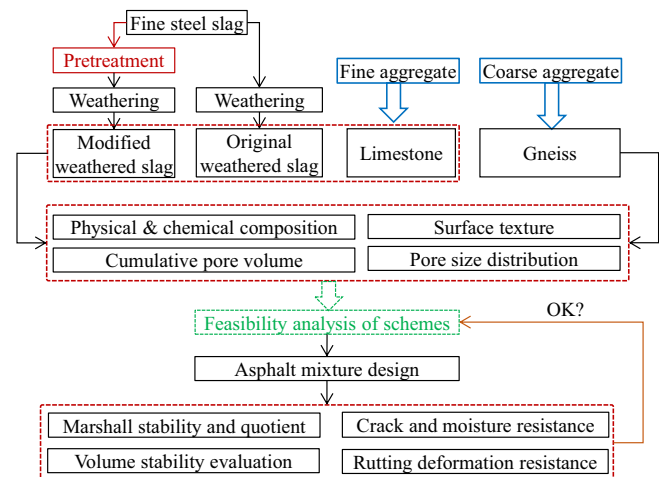 Fine steel slag
Pretreatment
Fine aggregate
Coarse aggregate
Weathering
Weathering
Modified
weathered slag
Original
weathered slag
Limestone
Gneiss
Physical & chemical composition
Surface texture
Cumulative pore volume
Pore size distribution
OK?
Feasibility analysis of schemes
Asphalt mixture design
Marshall stability and quotient
Crack and moisture resistance
Volume stability evaluation
Rutting deformation resistance